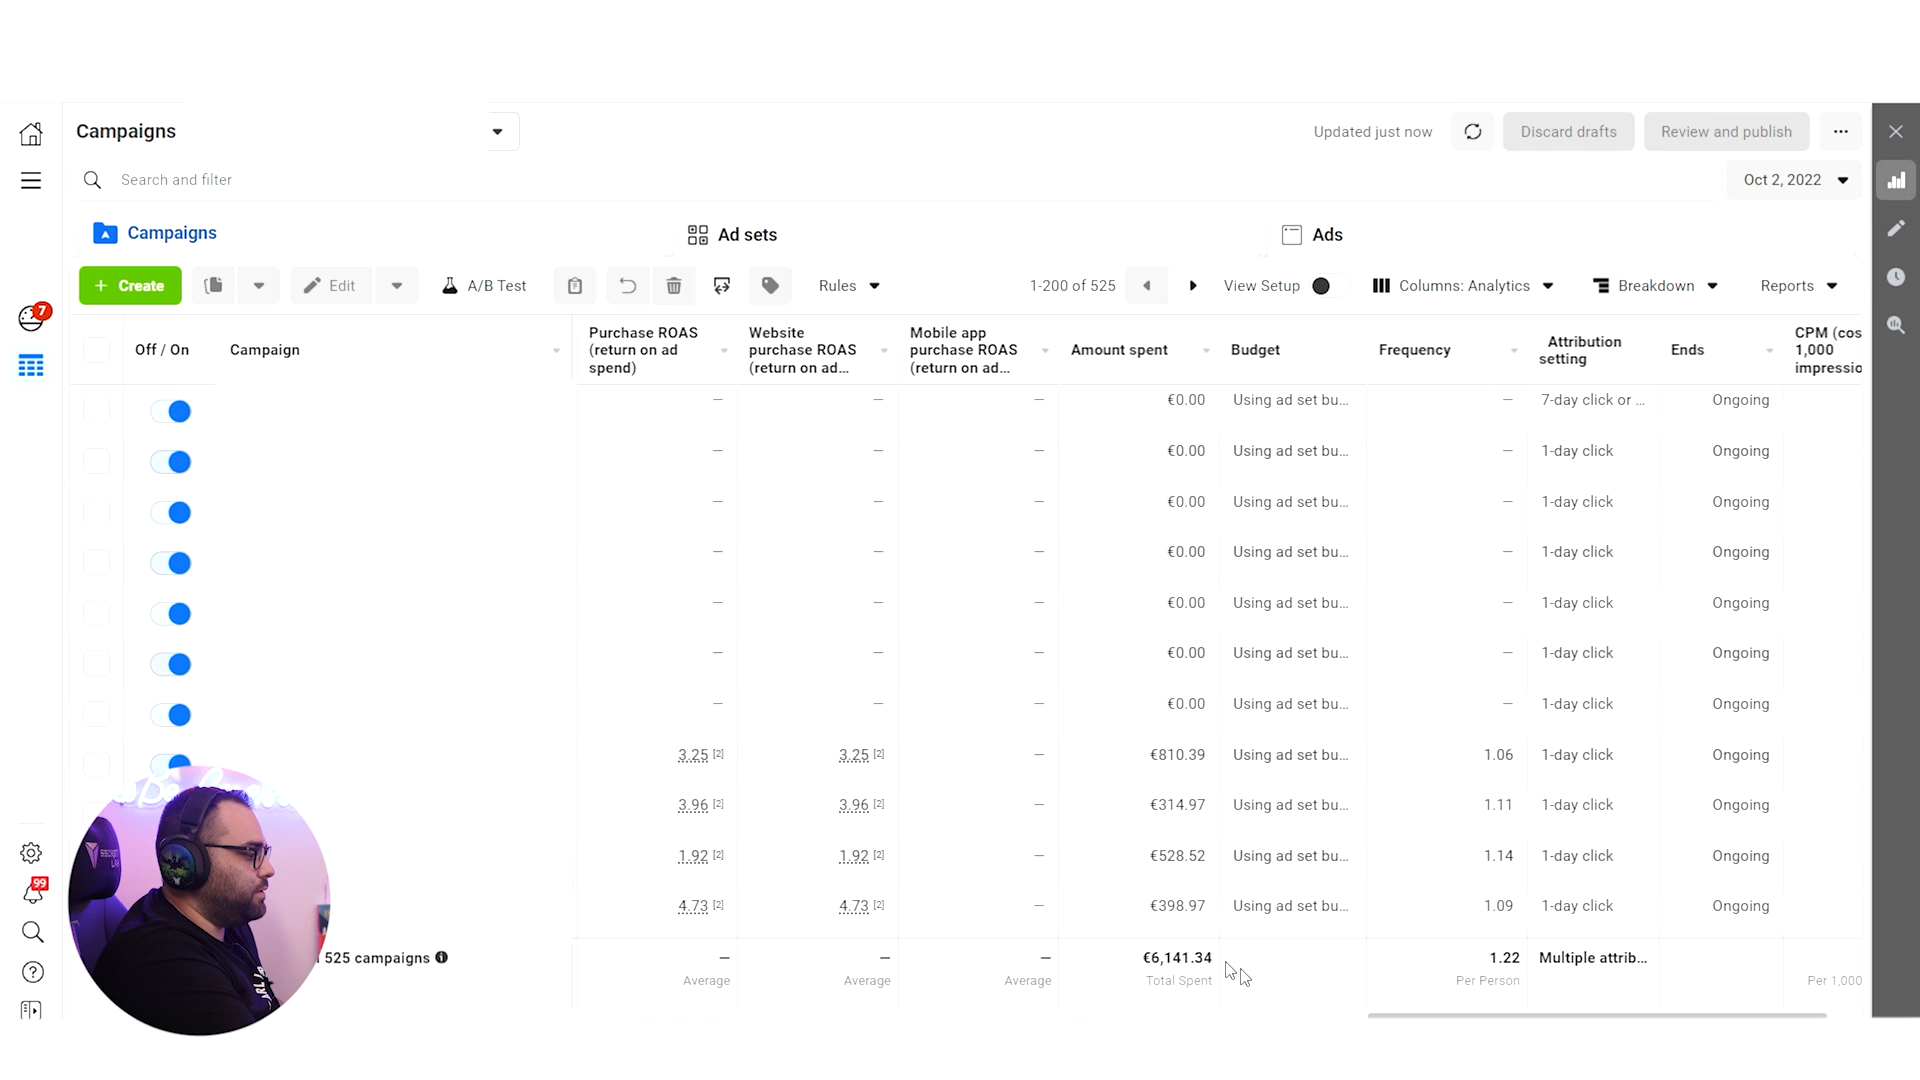 Campaigns
Updated just now
Discard drafts
Review and publish
Search and filter
Oct 2, 2022
Campaigns
Ad sets
Ads
+ Create
Edit
A/B Test
Rules
1-200 of 525
View Setup
Columns: Analytics
Breakdown
Reports
7
Off / On
Campaign
Purchase ROAS
(return on ad
spend)
Website
purchase ROAS
(return on ad...
Mobile app
purchase ROAS
(return on ad...
Amount spent
Budget
Frequency
Attribution
setting
Ends
CPM (cos
1,000
impressio
— — — €0.00 Using ad set bu... — 7-day click or ... Ongoing
— — — €0.00 Using ad set bu... — 1-day click Ongoing
— — — €0.00 Using ad set bu... — 1-day click Ongoing
— — — €0.00 Using ad set bu... — 1-day click Ongoing
— — — €0.00 Using ad set bu... — 1-day click Ongoing
— — — €0.00 Using ad set bu... — 1-day click Ongoing
— — — €0.00 Using ad set bu... — 1-day click Ongoing
3.25 [2] 3.25 [2] — €810.39 Using ad set bu... 1.06 1-day click Ongoing
3.96 [2] 3.96 [2] — €314.97 Using ad set bu... 1.11 1-day click Ongoing
1.92 [2] 1.92 [2] — €528.52 Using ad set bu... 1.14 1-day click Ongoing
4.73 [2] 4.73 [2] — €398.97 Using ad set bu... 1.09 1-day click Ongoing
99
525 campaigns
— — — €6,141.34 1.22 Multiple attrib...
Average Average Average Total Spent Per Person Per 1,000